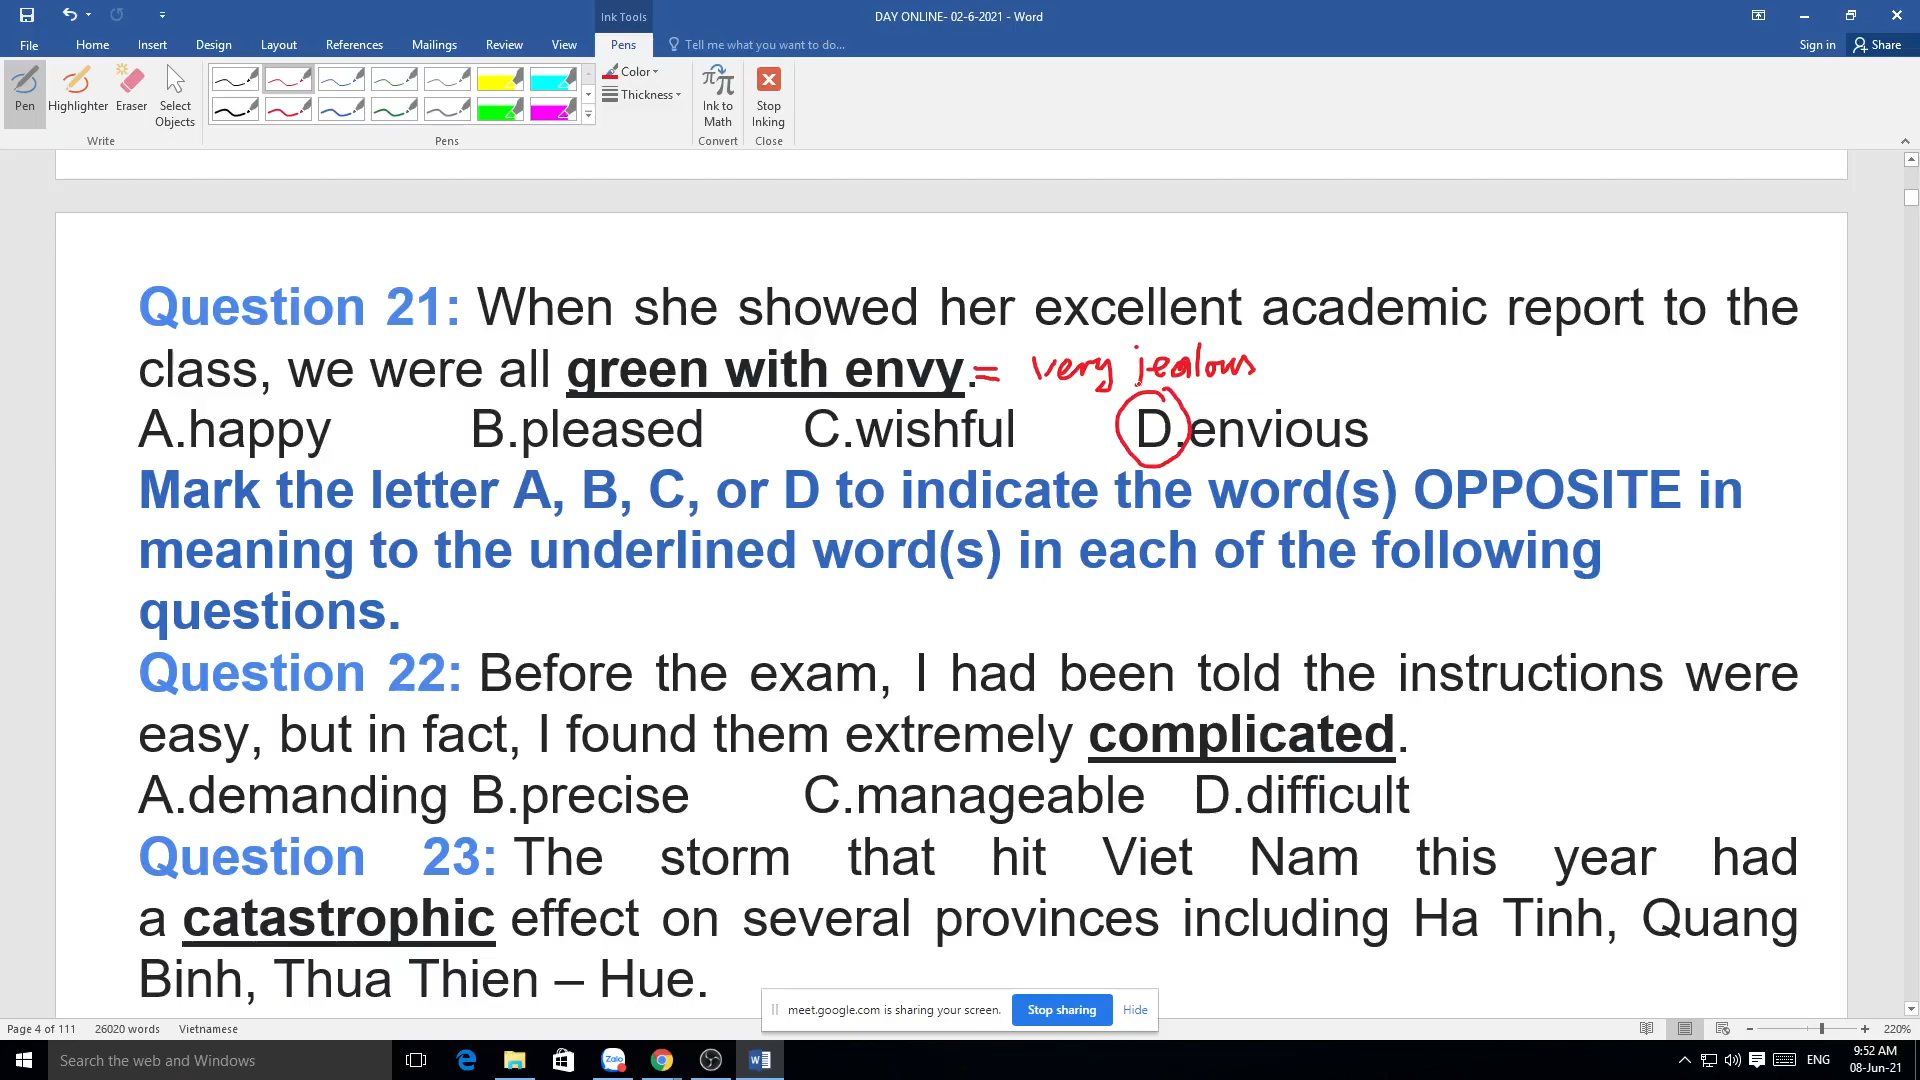 Ink Tools
DAY ONLINE- 02-6-2021 - Word
File Home Insert Design Layout References Mailings Review View Pens Tell me what you want to do... Sign in Share
Pen Highlighter Eraser Select Objects
Color
Thickness
Ink to Math
Stop Inking
Write Pens Convert Close
Question 21: When she showed her excellent academic report to the
class, we were all green with envy. = very jealous
A.happy B.pleased C.wishful D.envious
Mark the letter A, B, C, or D to indicate the word(s) OPPOSITE in
meaning to the underlined word(s) in each of the following
questions.
Question 22: Before the exam, I had been told the instructions were
easy, but in fact, I found them extremely complicated.
A.demanding B.precise C.manageable D.difficult
Question 23: The storm that hit Viet Nam this year had
a catastrophic effect on several provinces including Ha Tinh, Quang
Binh, Thua Thien – Hue.
meet.google.com is sharing your screen. Stop sharing Hide
Page 4 of 111 26020 words Vietnamese 220%
Search the web and Windows Zalo ENG 9:52 AM
08-Jun-21